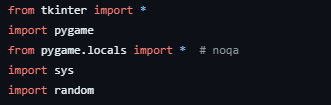 from tkinter import *
import pygame
from pygame.locals import *  # noqa
import sys
import random